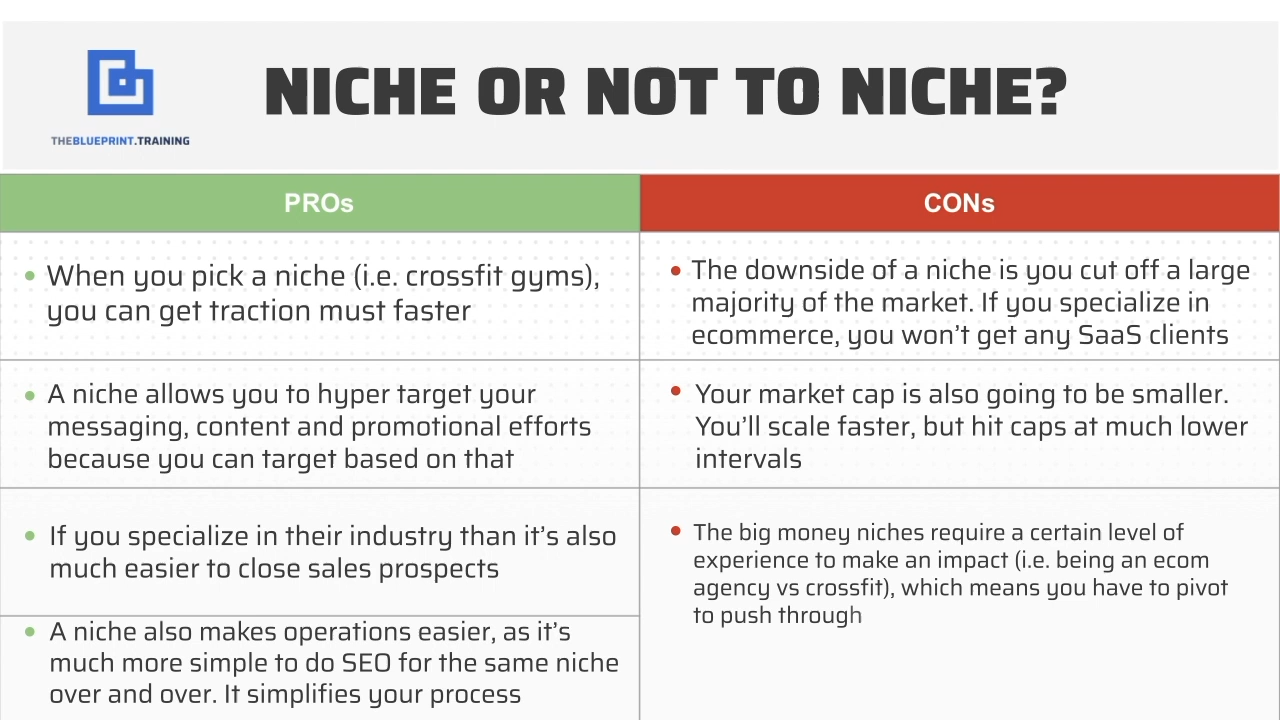 NICHE OR NOT TO NICHE?
THEBLUEPRINT.TRAINING
PROs
CONs
When you pick a niche (i.e. crossfit gyms),
you can get traction must faster
The downside of a niche is you cut off a large
majority of the market. If you specialize in
ecommerce, you won't get any SaaS clients
A niche allows you to hyper target your
messaging, content and promotional efforts
because you can target based on that
Your market cap is also going to be smaller.
You'll scale faster, but hit caps at much lower
intervals
If you specialize in their industry than it's also
much easier to close sales prospects
The big money niches require a certain level of
experience to make an impact (i.e. being an ecom
agency vs crossfit), which means you have to pivot
to push through
A niche also makes operations easier, as it's
much more simple to do SEO for the same niche
over and over. It simplifies your process